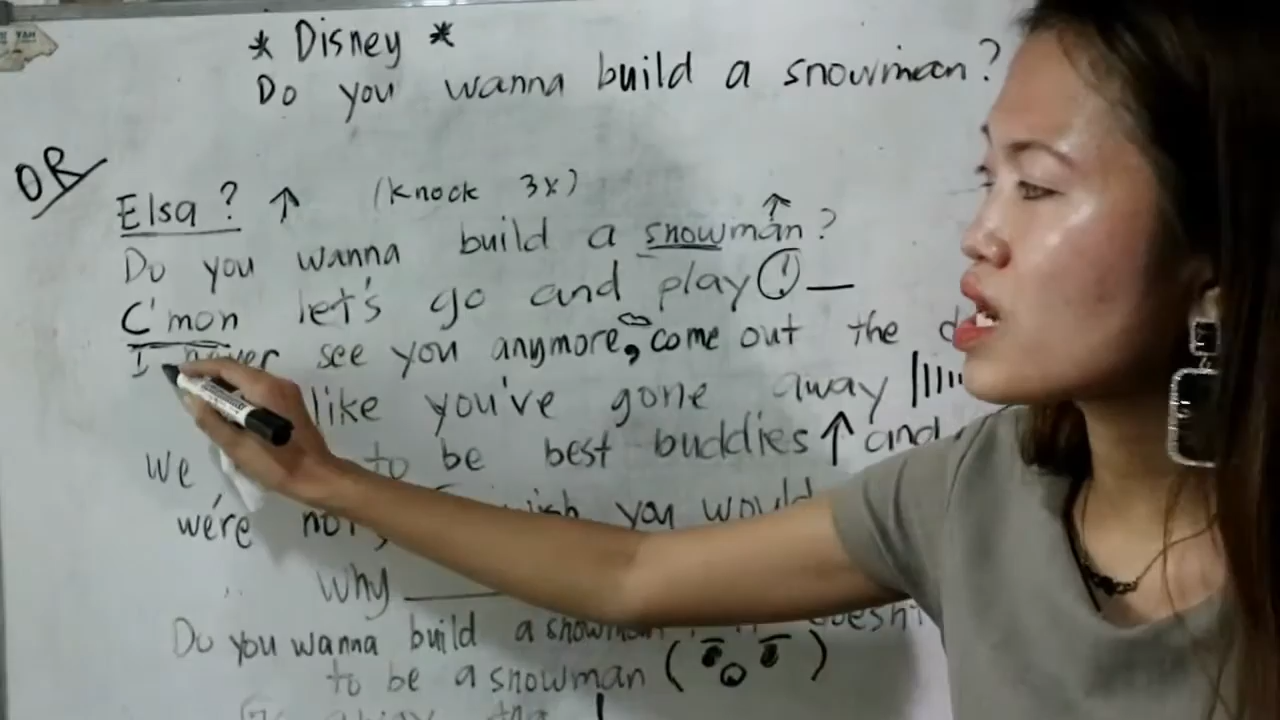 * Disney *
Do you wanna build a snowman?
OR
Elsa? ↑ (Knock 3x)
Do you wanna build a snowman?
C'mon let's go and play
I never see you anymore, come out the
like you've gone away
we to be best buddies ↑ and
we're not wish you would
Why
Do you wanna build a snowman
to be a snowman